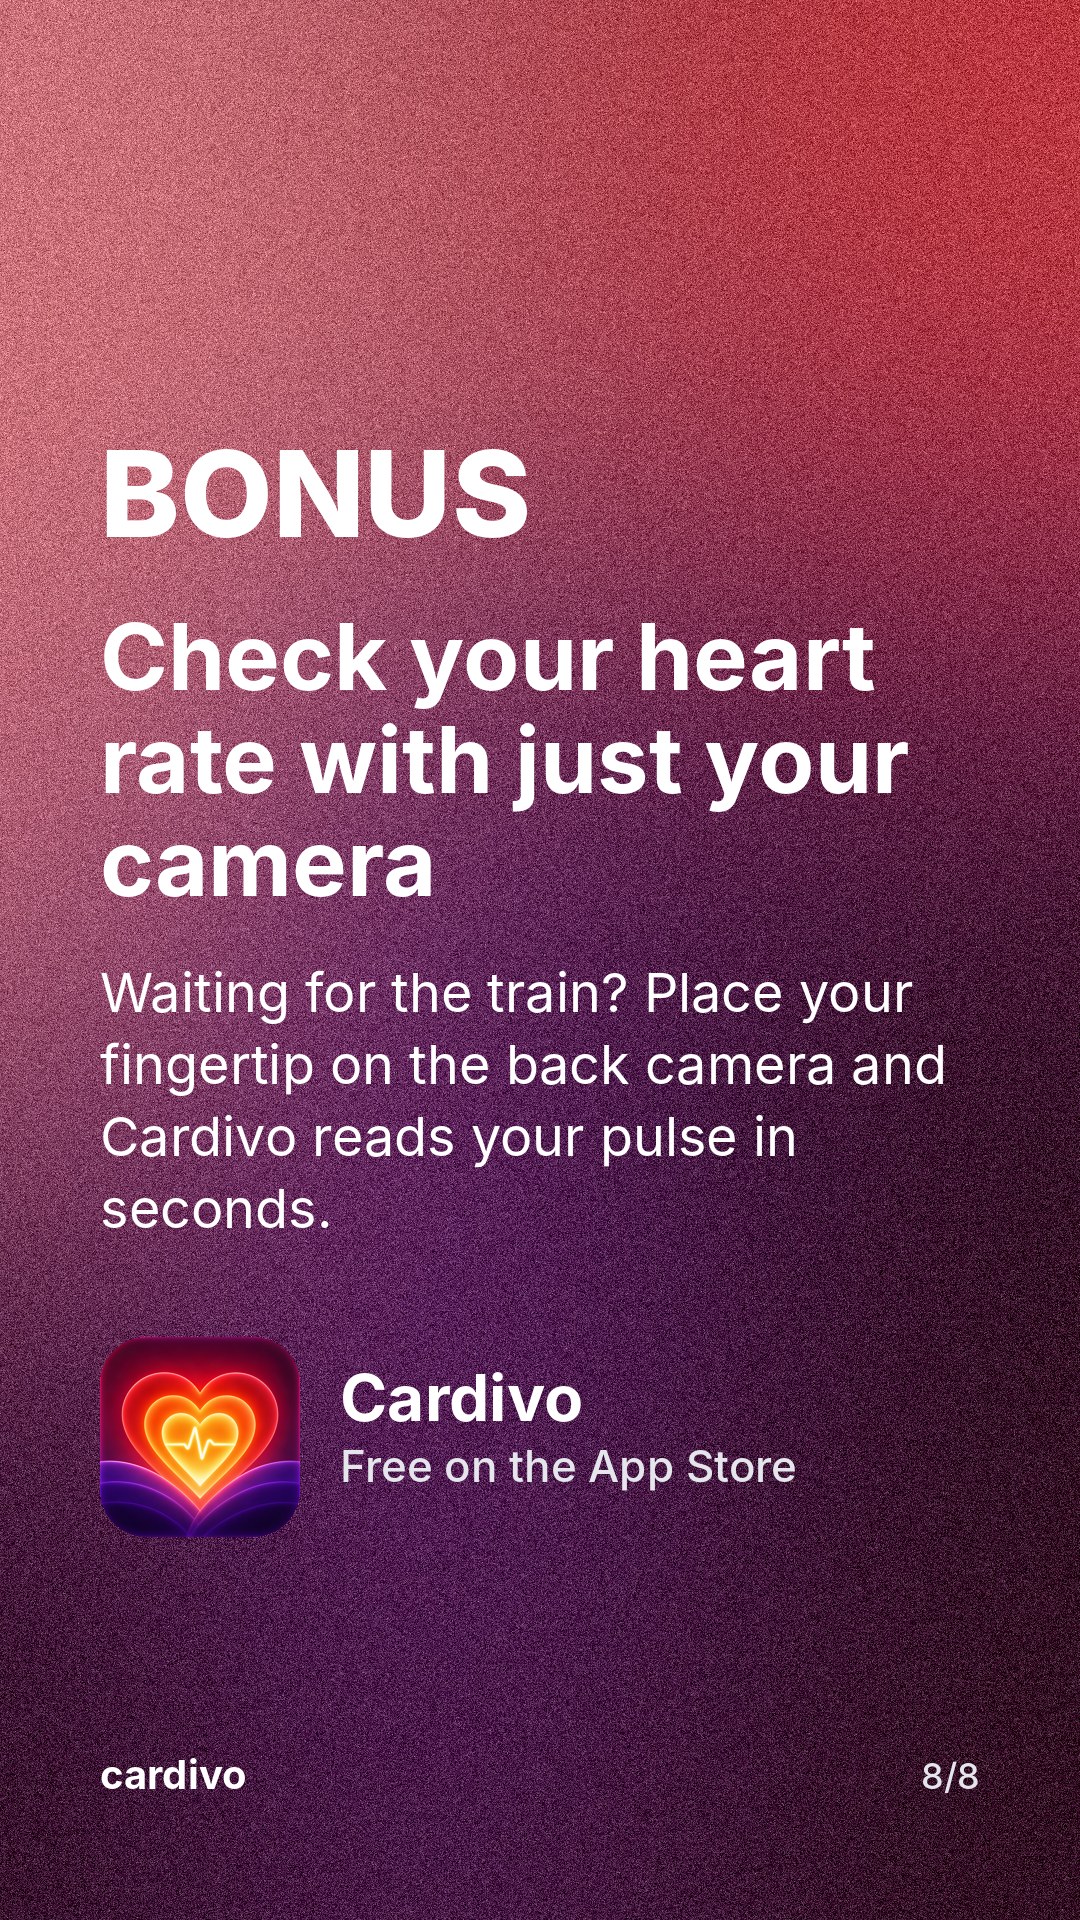 BONUS
Check your heart
rate with just your
camera
Waiting for the train? Place your
fingertip on the back camera and
Cardivo reads your pulse in
seconds.
Cardivo
Free on the App Store
cardivo
8/8